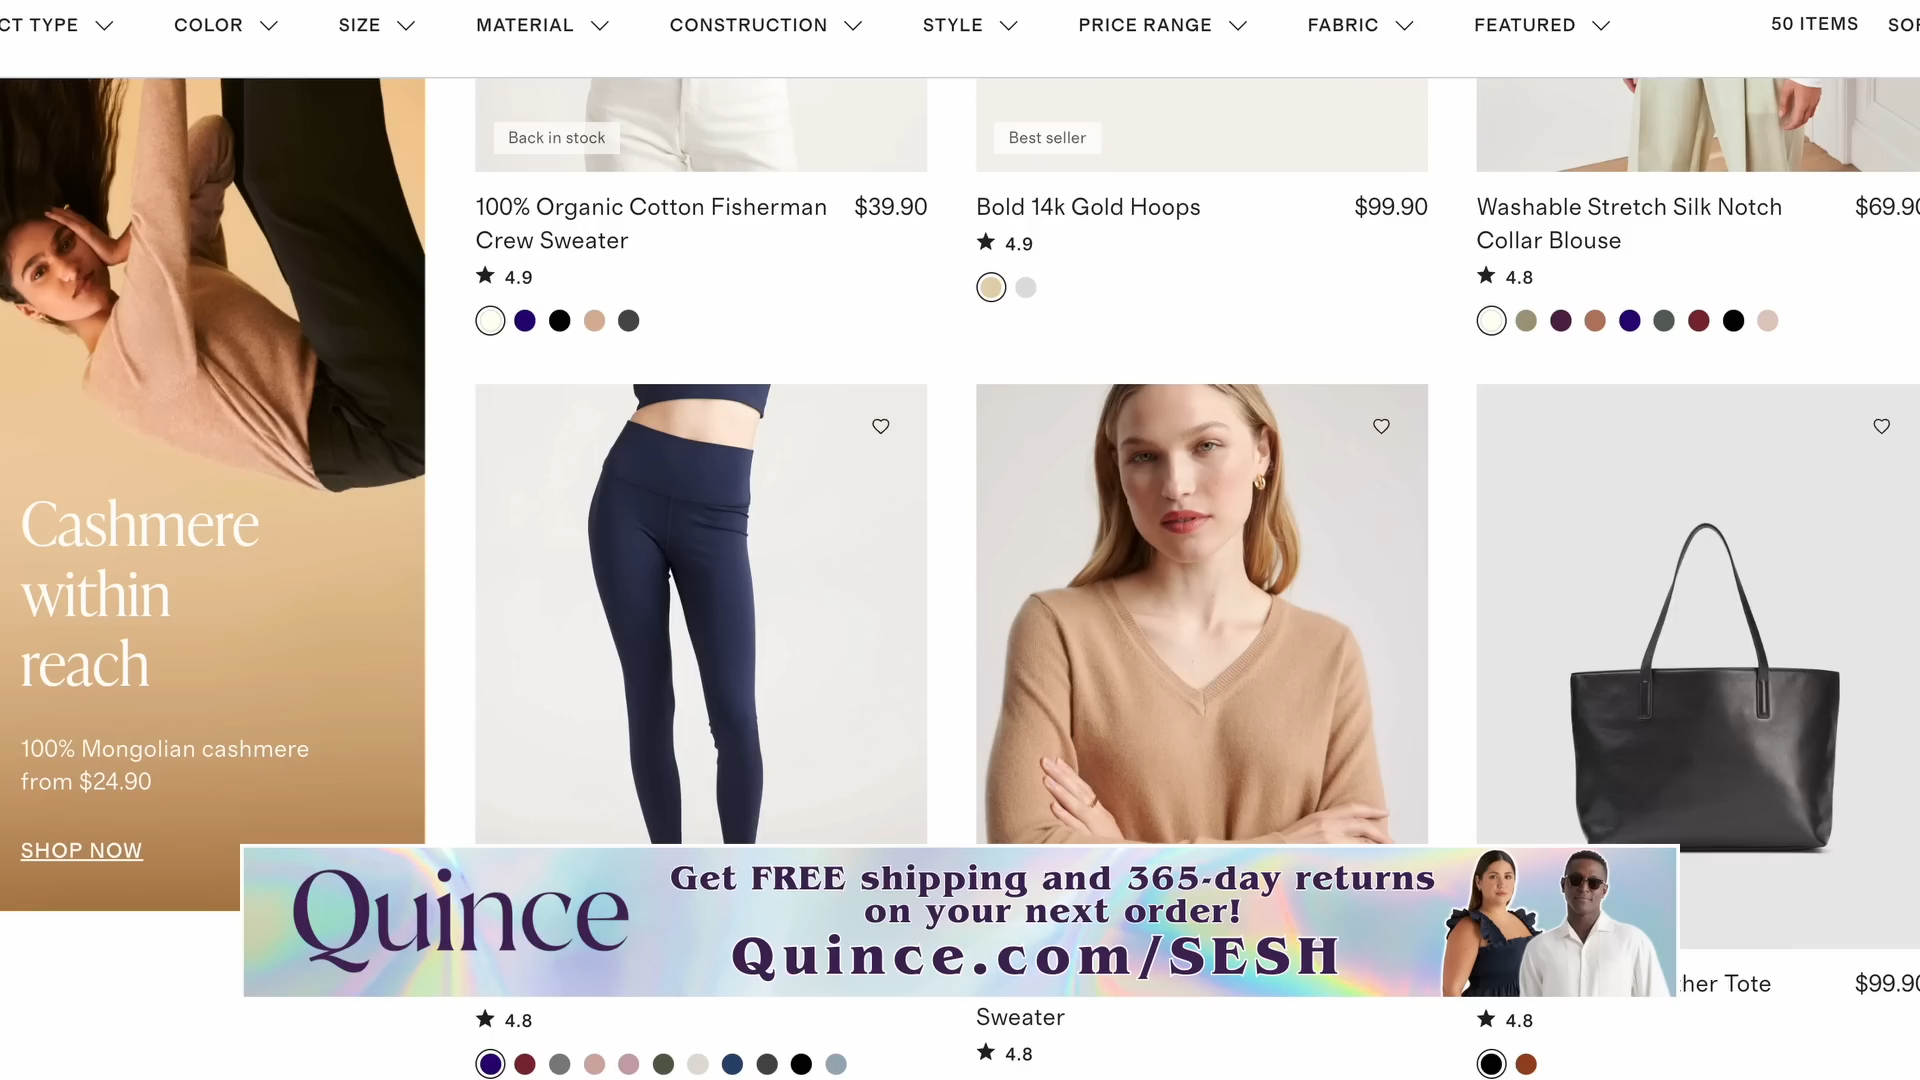 CT TYPE
COLOR
SIZE
MATERIAL
CONSTRUCTION
STYLE
PRICE RANGE
FABRIC
FEATURED
50 ITEMS
Back in stock
Best seller
100% Organic Cotton Fisherman
Crew Sweater
$39.90
4.9
Bold 14k Gold Hoops
$99.90
4.9
Washable Stretch Silk Notch
Collar Blouse
$69.90
4.8
Cashmere
within
reach
100% Mongolian cashmere
from $24.90
SHOP NOW
Quince
Get FREE shipping and 365-day returns
on your next order!
Quince.com/SESH
4.8
Sweater
4.8
Tote
$99.90
4.8